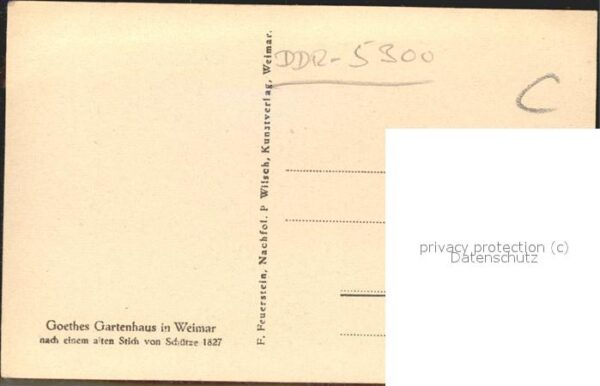 DDR-5300
C
F. Feuerstein, Nachfol. P Wilsch, Kunstverlag, Weimar.
privacy protection (c)
Datenschutz
Goethes Gartenhaus in Weimar
nach einem alten Stich von Schütze 1827